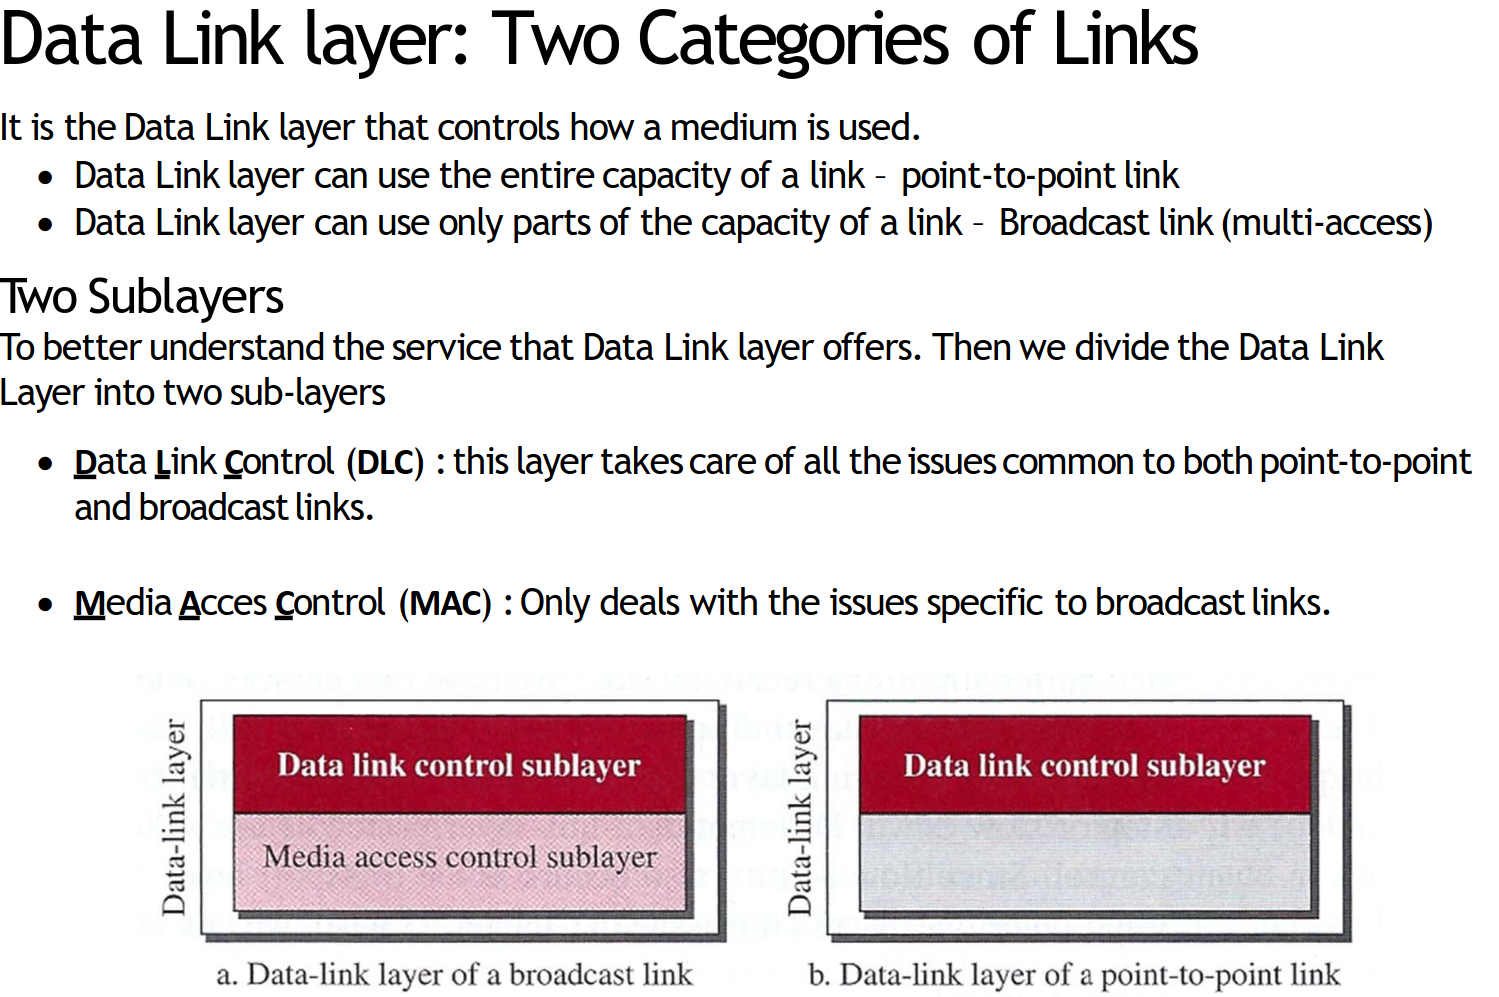 Data Link layer: Two Categories of Links
It is the Data Link layer that controls how a medium is used.
• Data Link layer can use the entire capacity of a link – point-to-point link
• Data Link layer can use only parts of the capacity of a link – Broadcast link (multi-access)
Two Sublayers
To better understand the service that Data Link layer offers. Then we divide the Data Link
Layer into two sub-layers
• Data Link Control (DLC) : this layer takes care of all the issues common to both point-to-point
and broadcast links.
• Media Acces Control (MAC) : Only deals with the issues specific to broadcast links.
Data-link layer
Data link control sublayer
Media access control sublayer
a. Data-link layer of a broadcast link
Data-link layer
Data link control sublayer
b. Data-link layer of a point-to-point link